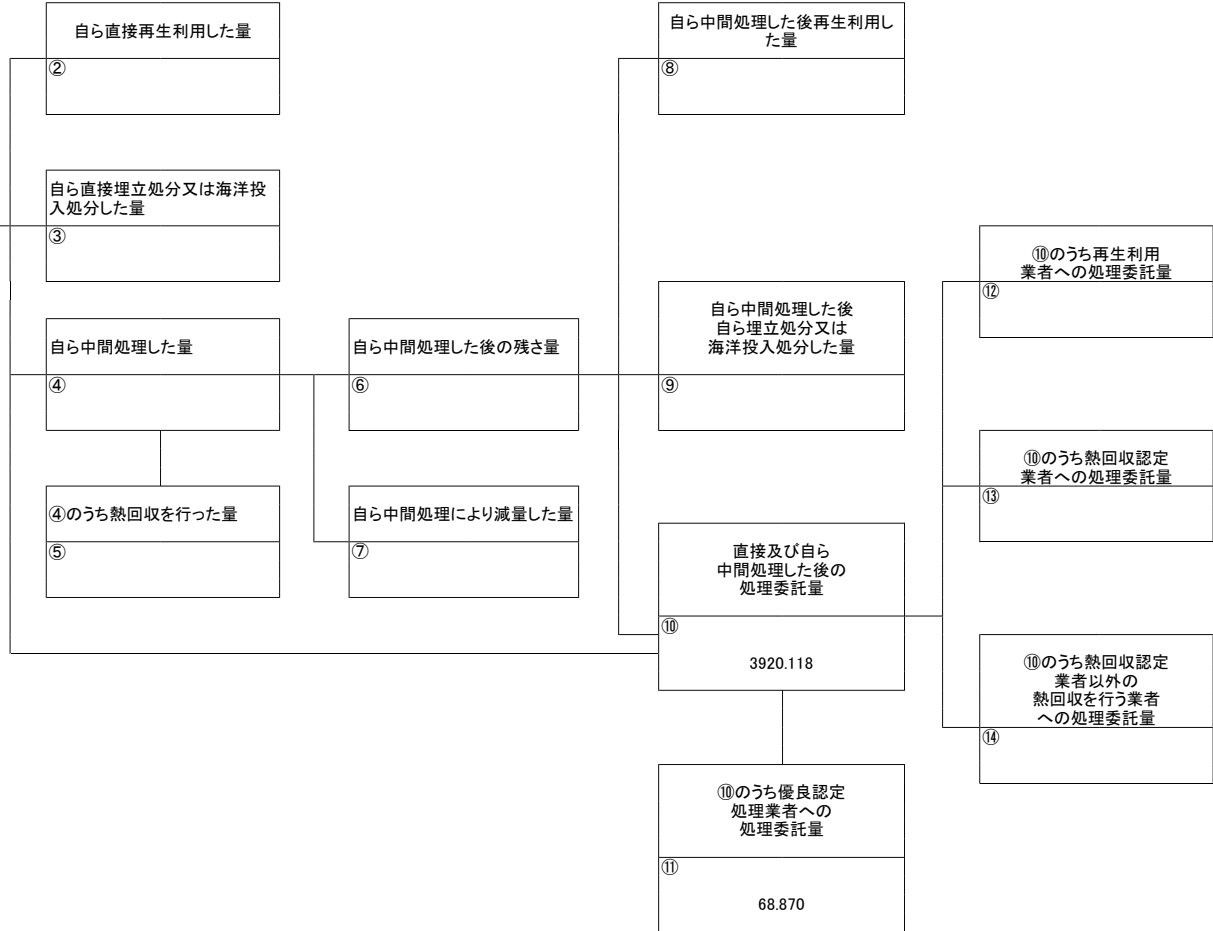 自ら直接再生利用した量
②
自ら直接埋立処分又は海洋投
入処分した量
③
自ら中間処理した量
④
④のうち熱回収を行った量
⑤
自ら中間処理した後の残さ量
⑥
自ら中間処理により減量した量
⑦
自ら中間処理した後再生利用し
た量
⑧
自ら中間処理した後
自ら埋立処分又は
海洋投入処分した量
⑨
直接及び自ら
中間処理した後の
処理委託量
⑩
3920.118
⑩のうち優良認定
処理業者への
処理委託量
⑪
68.870
⑩のうち再生利用
業者への処理委託量
⑫
⑩のうち熱回収認定
業者への処理委託量
⑬
⑩のうち熱回収認定
業者以外の
熱回収を行う業者
への処理委託量
⑭